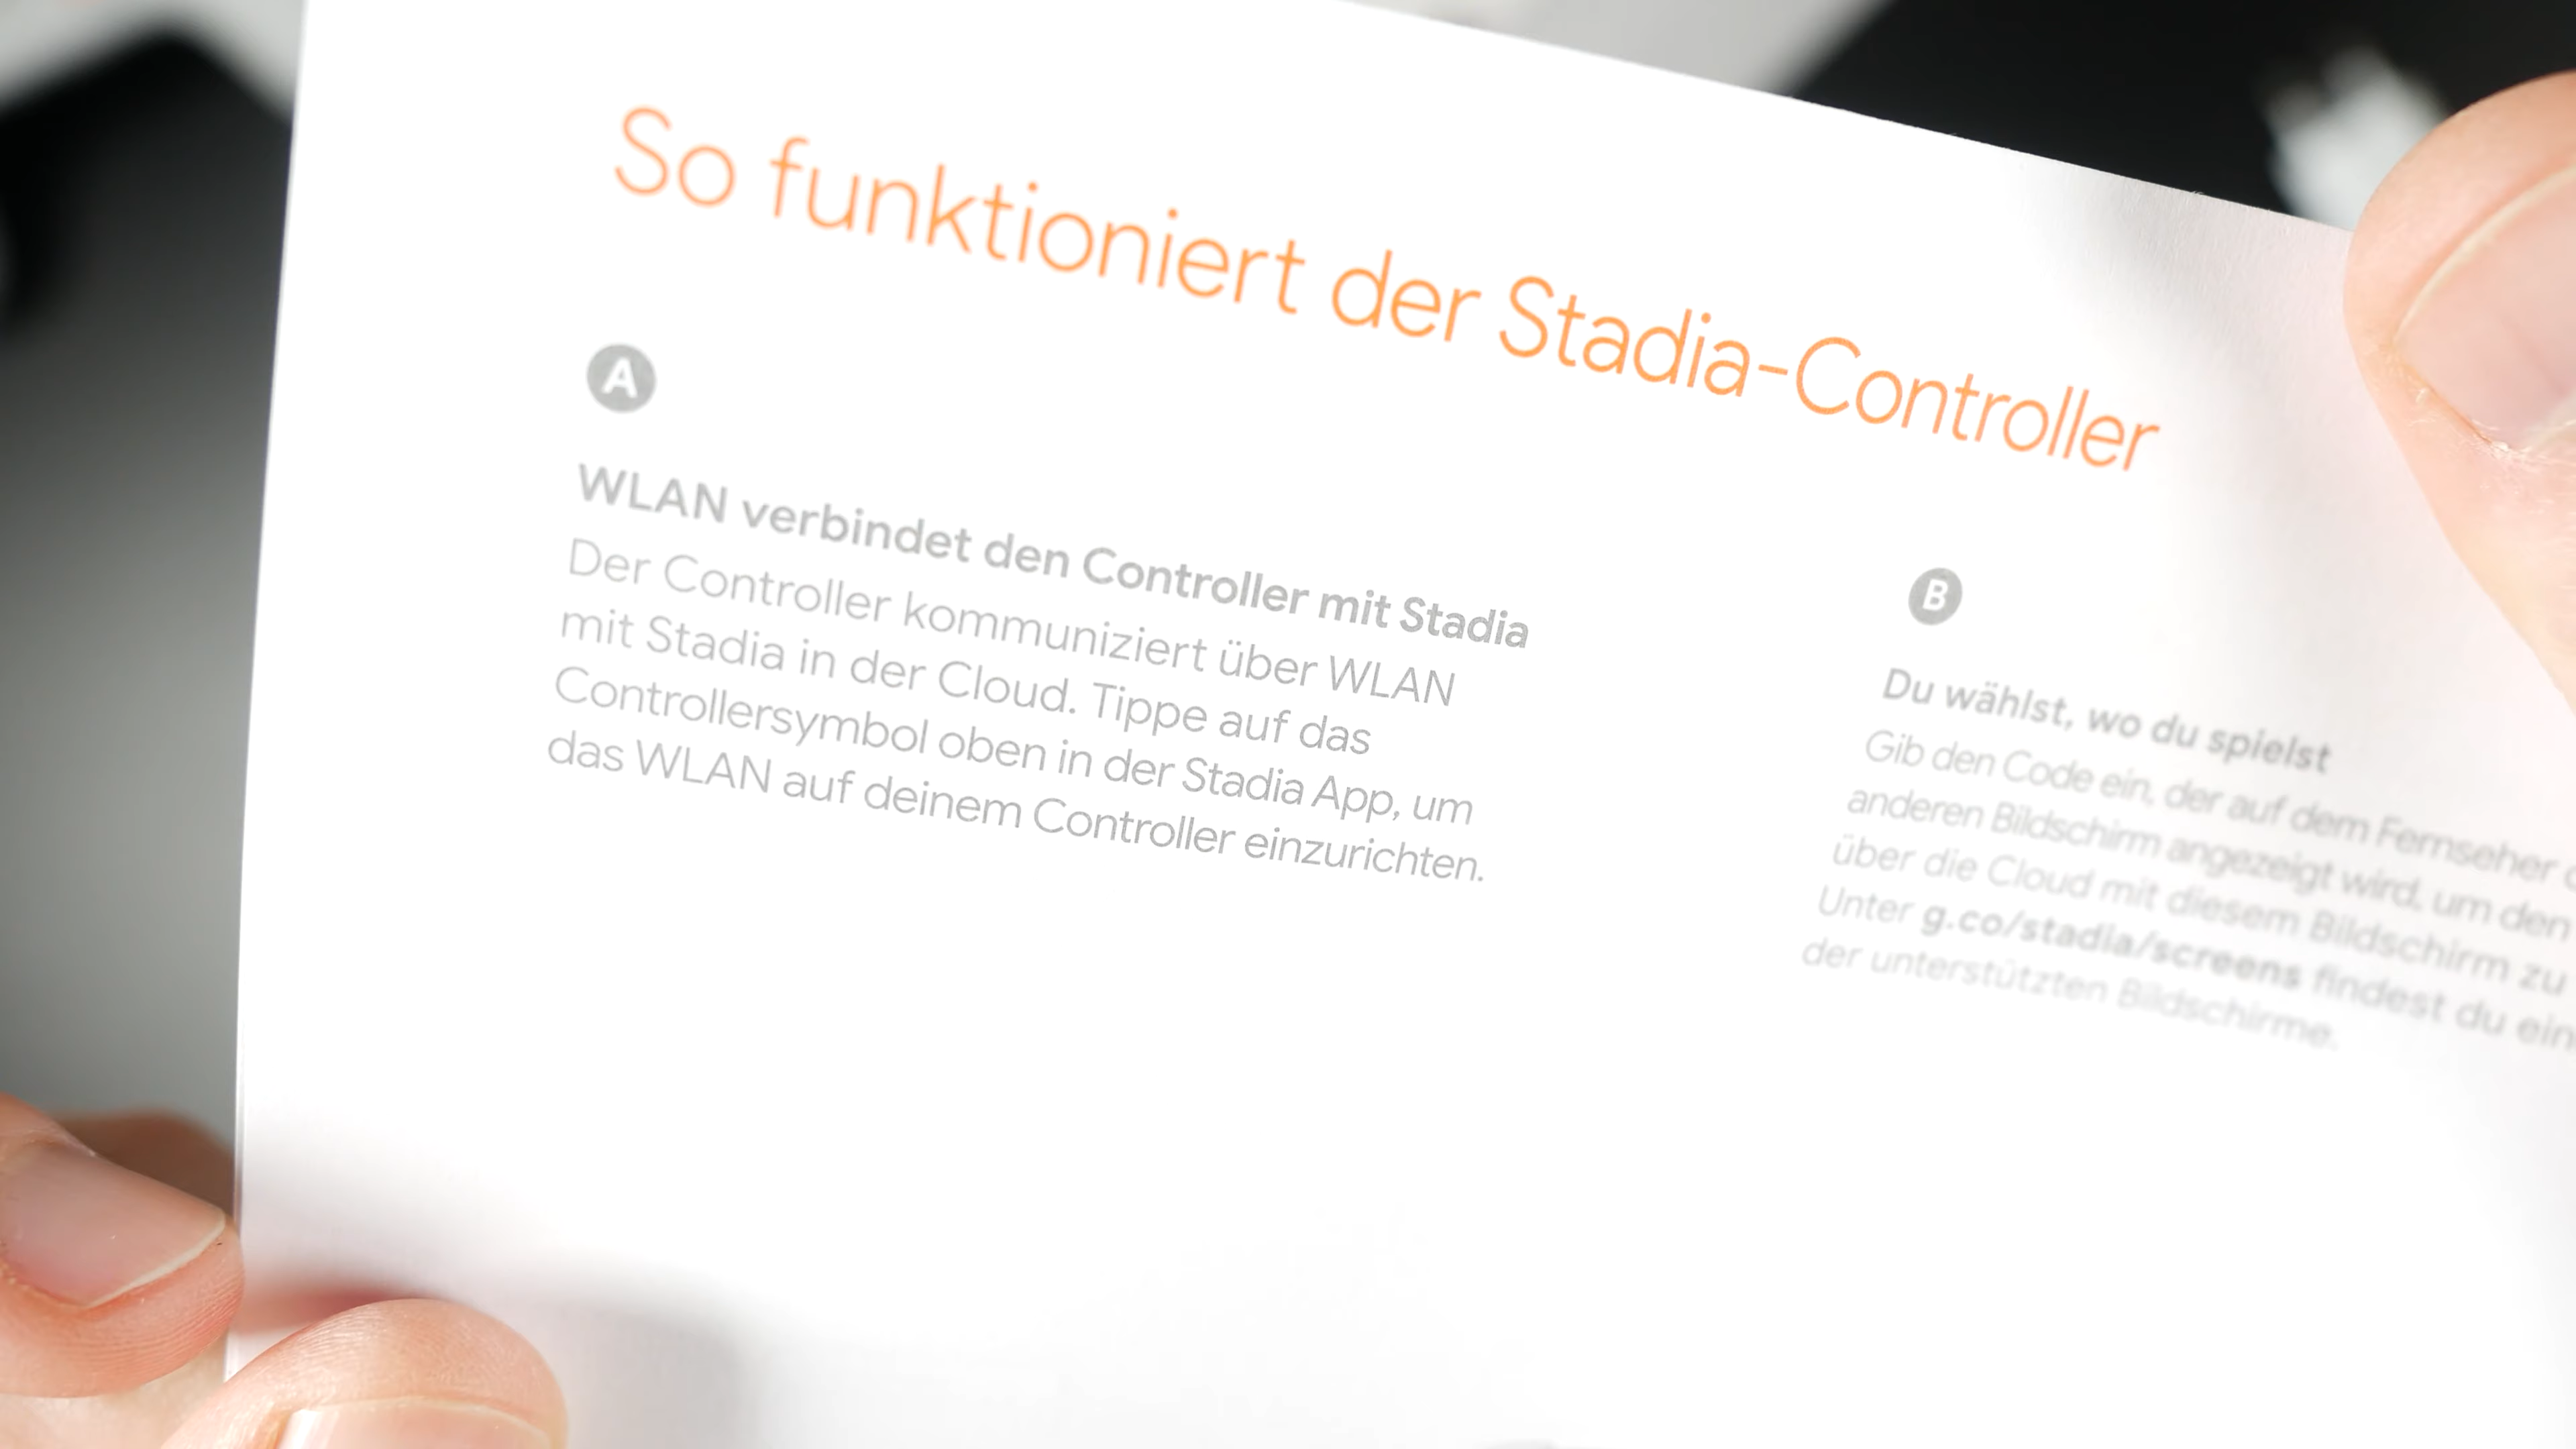 So funktioniert der Stadia-Controller
A
WLAN verbindet den Controller mit Stadia
Der Controller kommuniziert über WLAN
mit Stadia in der Cloud. Tippe auf das
Controllersymbol oben in der Stadia App, um
das WLAN auf deinem Controller einzurichten.
B
Du wählst, wo du spielst
Gib den Code ein, der auf dem Fernseher
anderen Bildschirm angezeigt wird, um den
über die Cloud mit diesem Bildschirm zu
Unter g.co/stadia/screens findest du
der unterstützten Bildschirme.